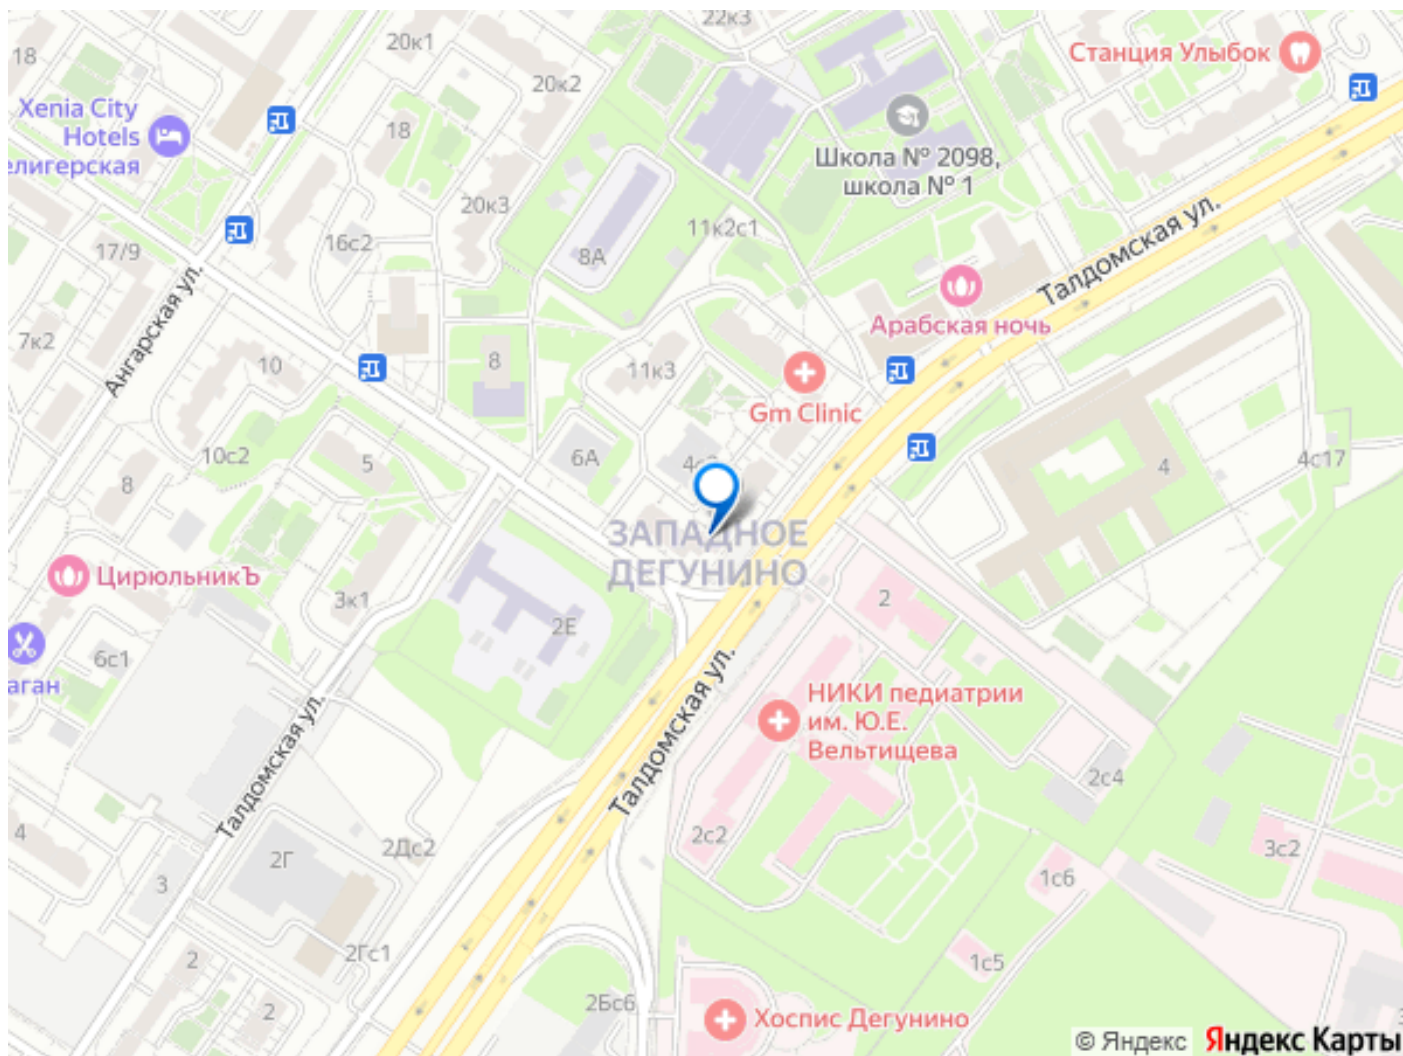 22к3
20к1
Станция Улыбок
18
20к2
Xenia City
Hotels
елигерская
18
Школа № 2098,
школа № 1
20к3
Талдомская ул.
11к2с1
16с2
17/9
8А
Ангарская ул.
Арабская ночь
7к2
10
8
11к3
Gm Clinic
10с2
5
6А
4
4с17
8
ЗАПАДНОЕ
ДЕГУНИНО
ЦирюльникЪ
3к1
2
2Е
6с1
аган
НИКИ педиатрии
им. Ю.Е.
Вельтищева
Талдомская ул.
Талдомская ул.
2с4
4
2с2
2Дс2
3с2
2Г
3
1с6
2Гс1
2
1с5
2
2Бс6
Хоспис Дегунино
© Яндекс Яндекс Карты